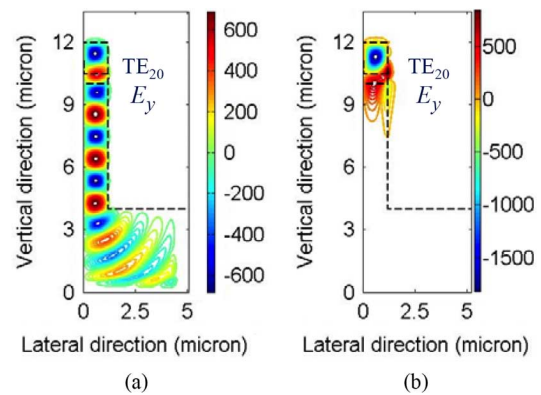 12
9
6
3
0
0 2.5 5
Vertical direction (micron)
Lateral direction (micron)
TE20
Ey
600
400
200
0
-200
-400
-600
(a)
12
9
6
3
0
0 2.5 5
Vertical direction (micron)
Lateral direction (micron)
TE20
Ey
500
0
-500
-1000
-1500
(b)